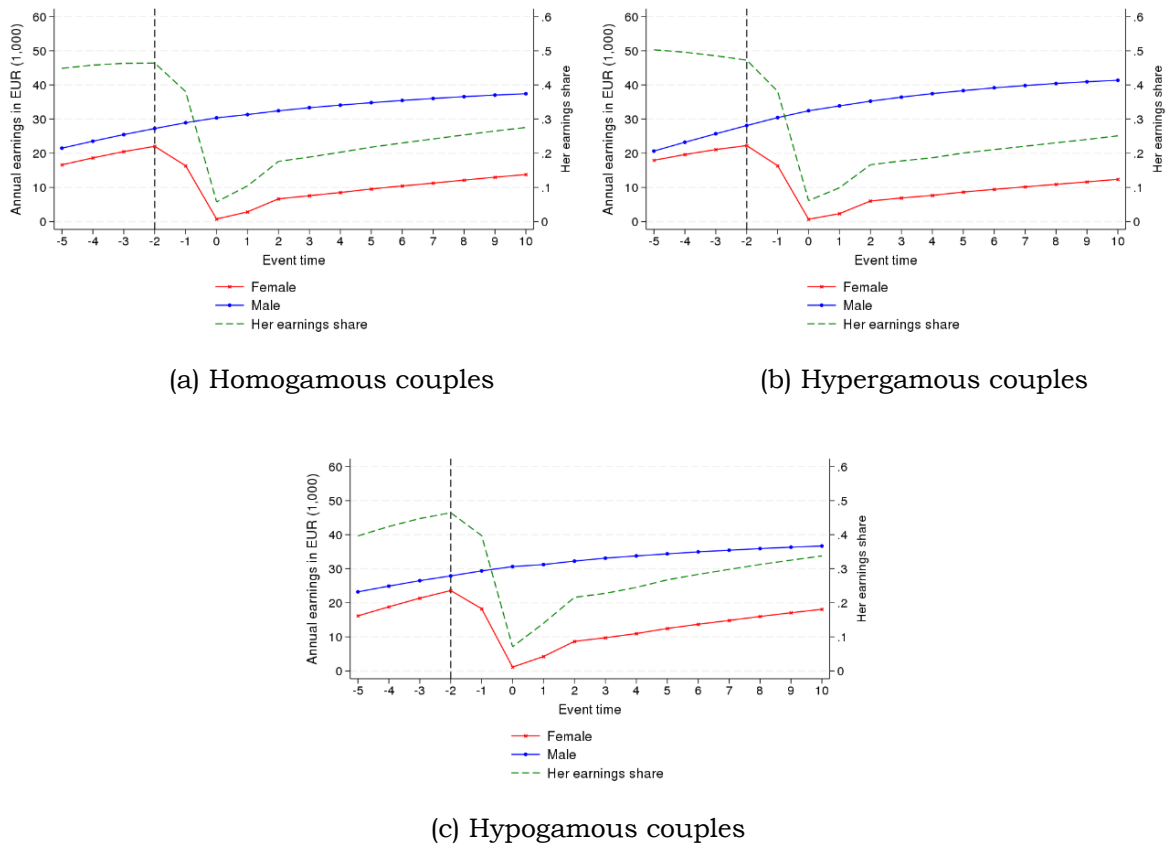 60
50
40
30
20
10
0
Annual earnings in EUR (1,000)
.6
.5
.4
.3
.2
.1
0
Her earnings share
-5 -4 -3 -2 -1 0 1 2 3 4 5 6 7 8 9 10
Event time
Female
Male
Her earnings share
(a) Homogamous couples
60
50
40
30
20
10
0
Annual earnings in EUR (1,000)
.6
.5
.4
.3
.2
.1
0
Her earnings share
-5 -4 -3 -2 -1 0 1 2 3 4 5 6 7 8 9 10
Event time
Female
Male
Her earnings share
(b) Hypergamous couples
60
50
40
30
20
10
0
Annual earnings in EUR (1,000)
.6
.5
.4
.3
.2
.1
0
Her earnings share
-5 -4 -3 -2 -1 0 1 2 3 4 5 6 7 8 9 10
Event time
Female
Male
Her earnings share
(c) Hypogamous couples